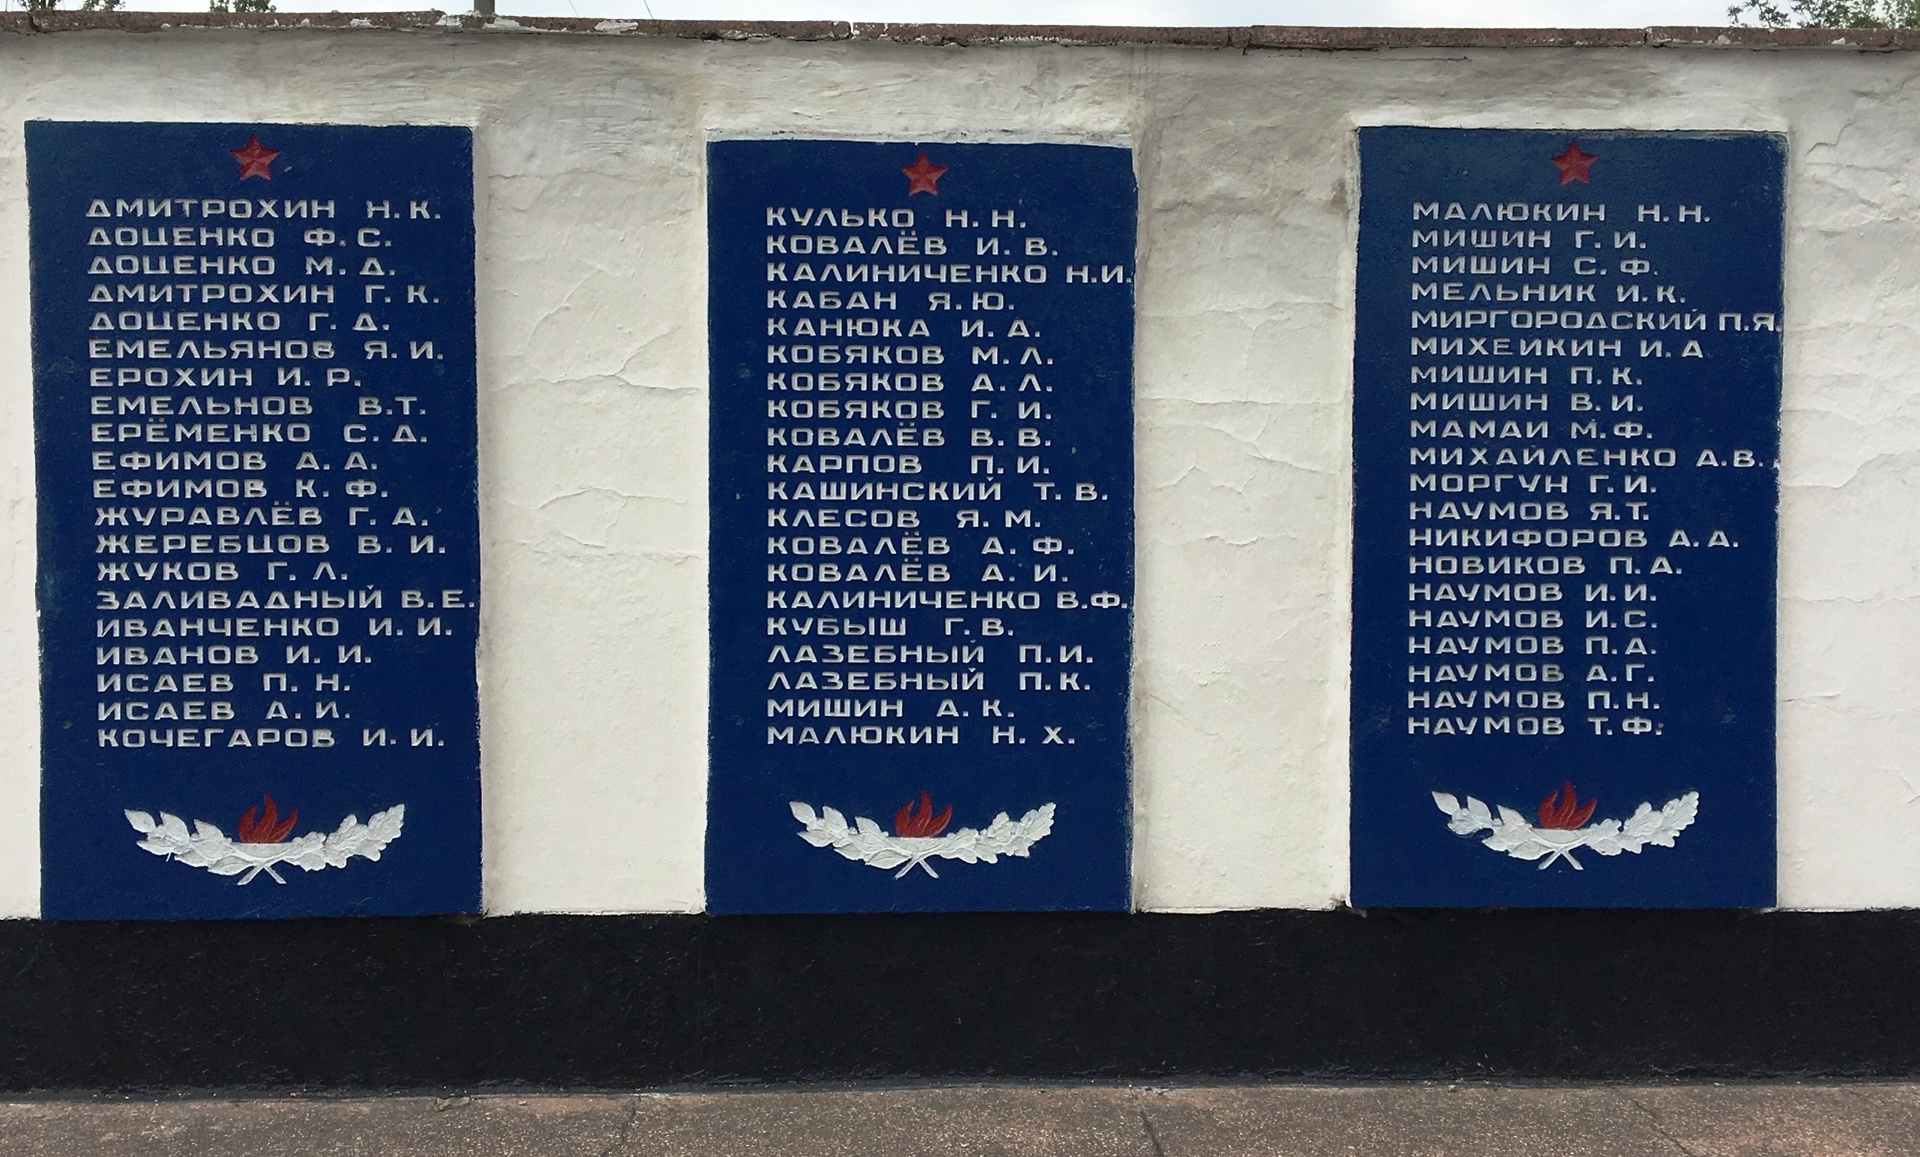 ДМИТРОХИН Н.К.
ДОЦЕНКО Ф.С.
ДОЦЕНКО М.Д.
ДМИТРОХИН Г.К.
ДОЦЕНКО Г.Д.
ЕМЕЛЬЯНОВ Я.И.
ЕРОХИН И.Р.
ЕМЕЛЬНОВ В.Т.
ЕРЁМЕНКО С.Д.
ЕФИМОВ А.А.
ЕФИМОВ К.Ф.
ЖУРАВЛЁВ Г.А.
ЖЕРЕБЦОВ В.И.
ЖУКОВ Г.Л.
ЗАЛИВАДНЫЙ В.Е.
ИВАНЧЕНКО И.И.
ИВАНОВ И.И.
ИСАЕВ П.Н.
ИСАЕВ А.И.
КОЧЕГАРОВ И.И.
КУЛЬКО Н.Н.
КОВАЛЁВ И.В.
КАЛИНИЧЕНКО Н.И.
КАБАН Я.Ю.
КАНЮКА И.А.
КОБЯКОВ М.Л.
КОБЯКОВ А.Л.
КОБЯКОВ Г.И.
КОВАЛЁВ В.В.
КАРПОВ П.И.
КАШИНСКИЙ Т.В.
КЛЕСОВ Я.М.
КОВАЛЁВ А.Ф.
КОВАЛЁВ А.И.
КАЛИНИЧЕНКО В.Ф.
КУБЫШ Г.В.
ЛАЗЕБНЫЙ П.И.
ЛАЗЕБНЫЙ П.К.
МИШИН А.К.
МАЛЮКИН Н.Х.
МАЛЮКИН Н.Н.
МИШИН Г.И.
МИШИН С.Ф.
МЕЛЬНИК И.К.
МИРГОРОДСКИЙ П.Я.
МИХЕИКИН И.А
МИШИН П.К.
МИШИН В.И.
МАМАИ М.Ф.
МИХАЙЛЕНКО А.В.
МОРГУН Г.И.
НАУМОВ Я.Т.
НИКИФОРОВ А.А.
НОВИКОВ П.А.
НАУМОВ И.И.
НАУМОВ И.С.
НАУМОВ П.А.
НАУМОВ А.Г.
НАУМОВ П.Н.
НАУМОВ Т.Ф.